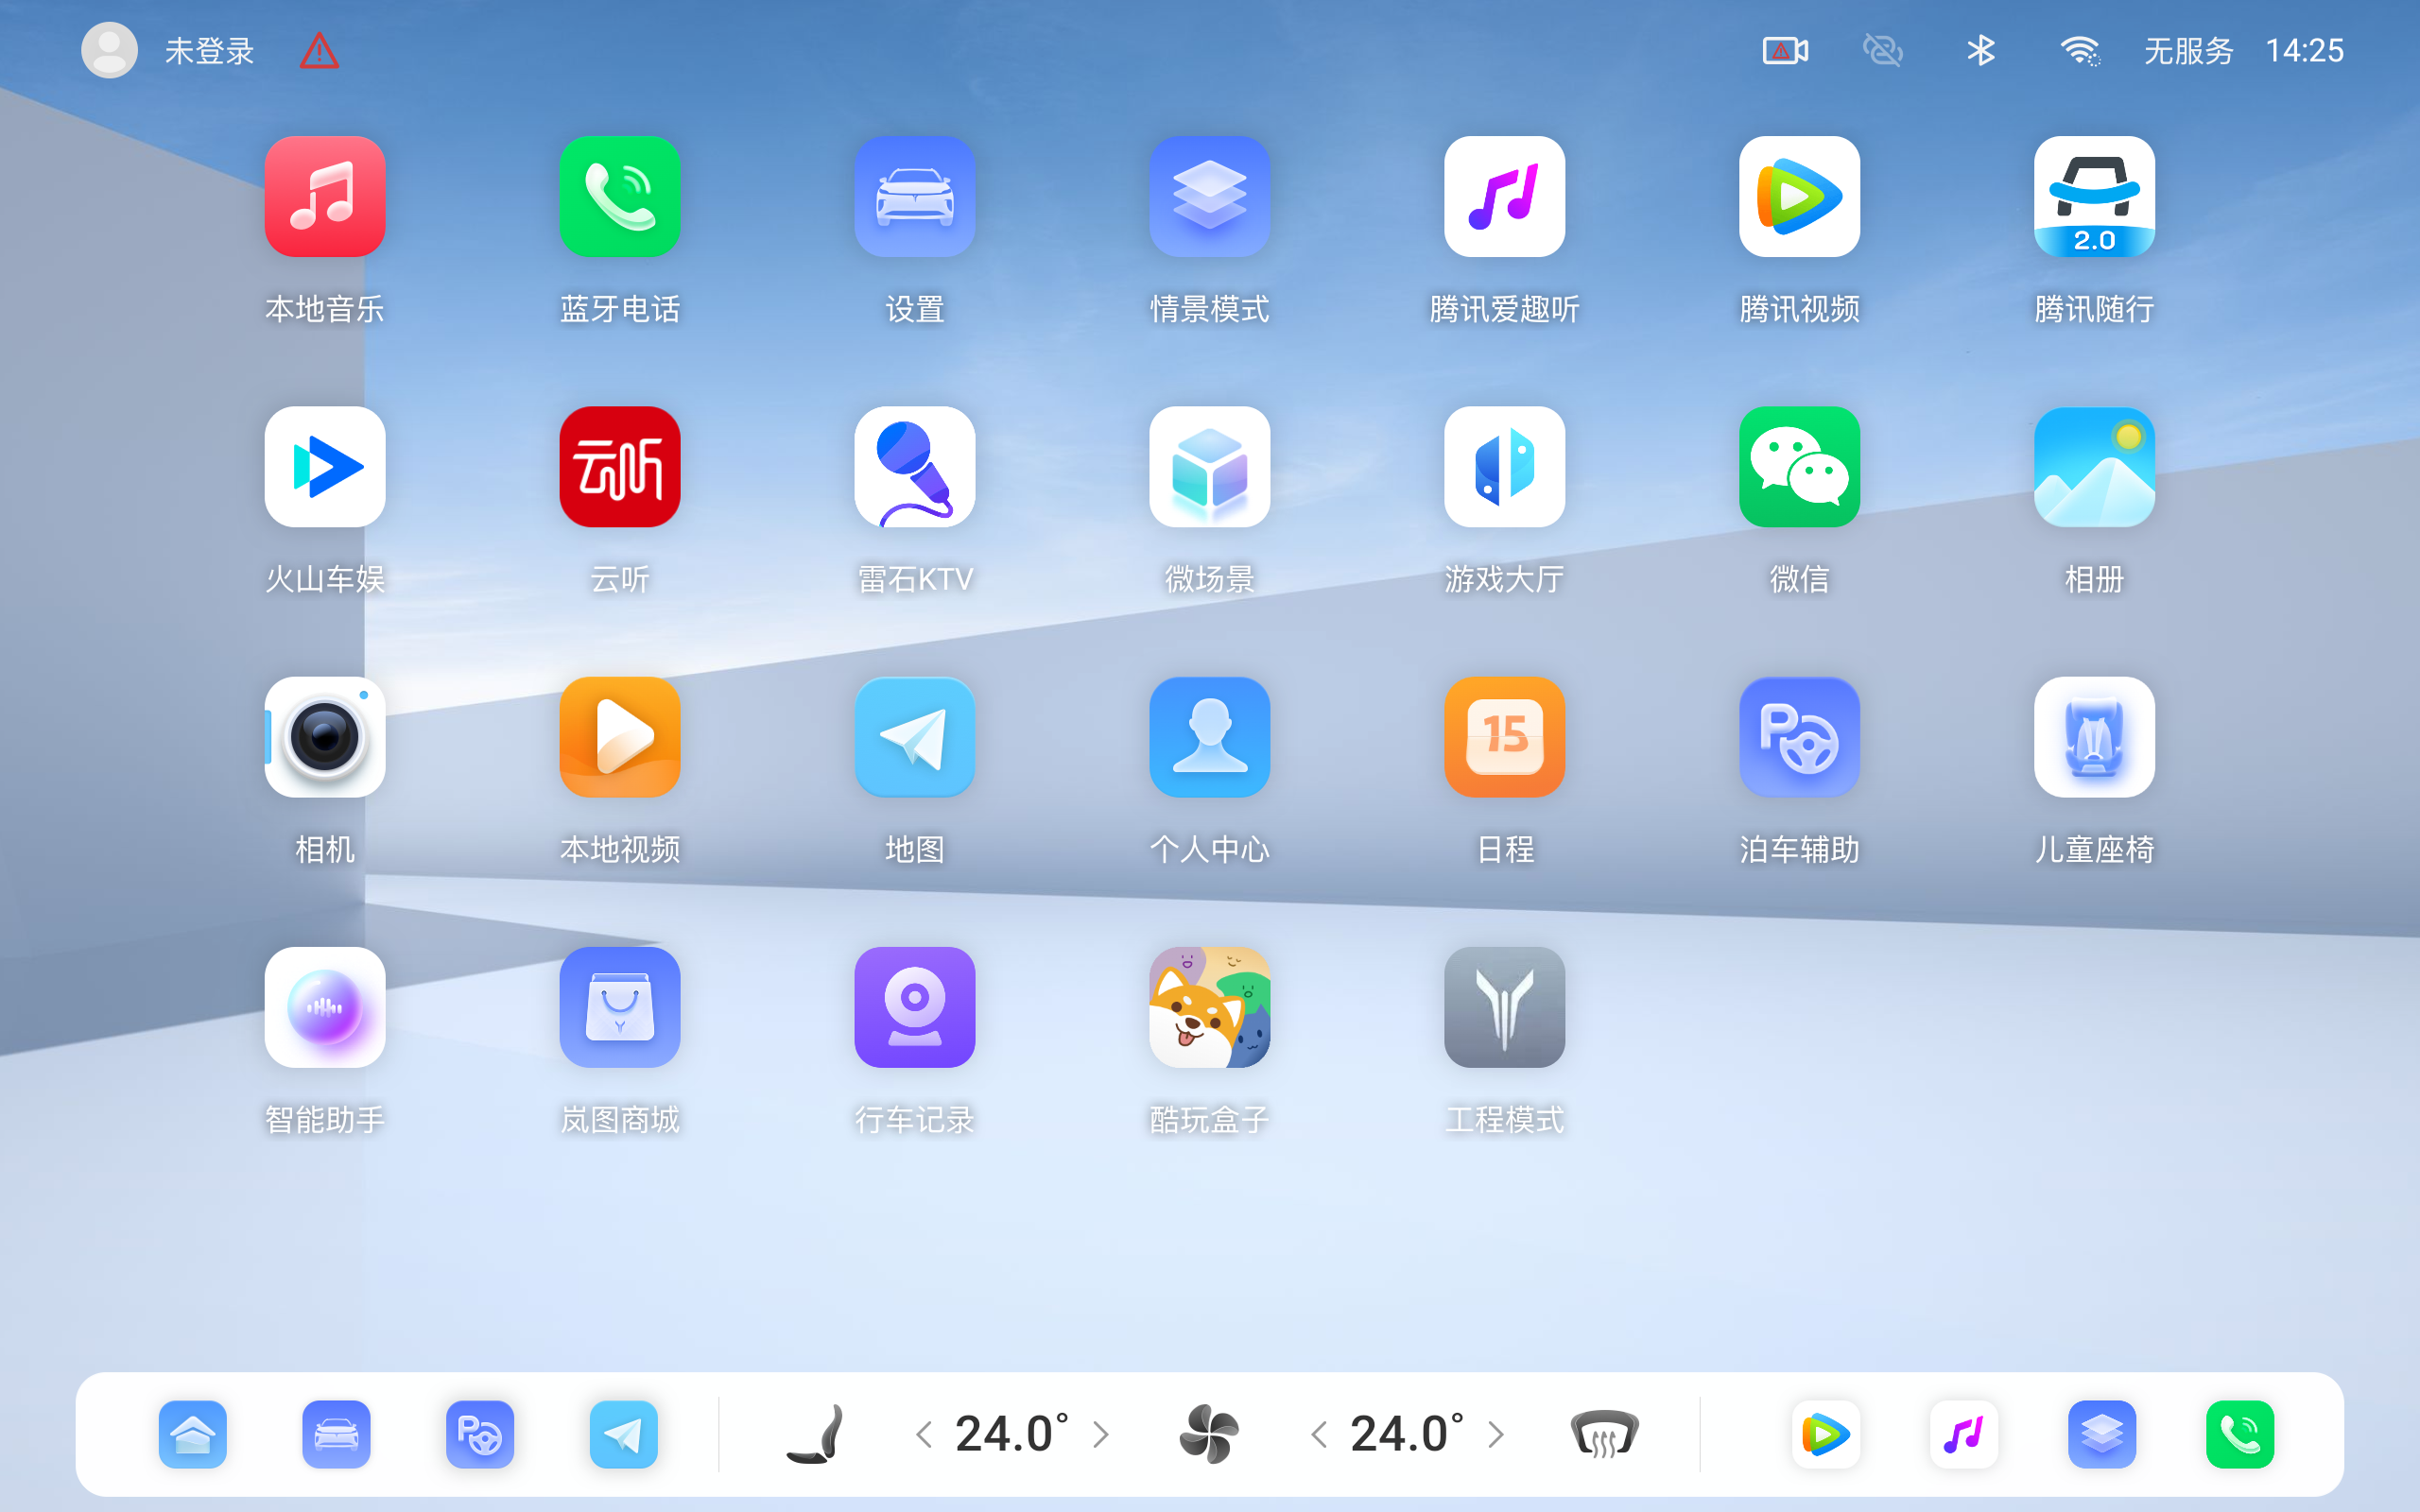 未登录
无服务 14:25
2.0
本地音乐 蓝牙电话 设置 情景模式 腾讯爱趣听 腾讯视频 腾讯随行
云听
火山车娱 云听 雷石KTV 微场景 游戏大厅 微信 相册
15 P
相机 本地视频 地图 个人中心 日程 泊车辅助 儿童座椅
智能助手 岚图商城 行车记录 酷玩盒子 工程模式
P 24.0° 24.0°